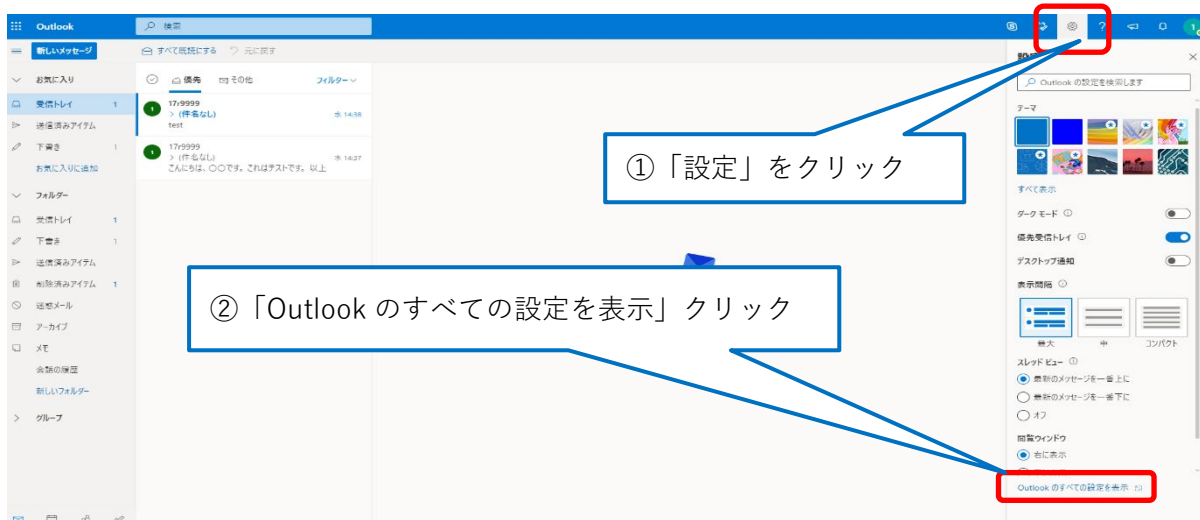 Outlook
検索
新しいメッセージ
すべて既読にする
元に戻す
お気に入り
受信トレイ 1
送信済みアイテム
下書き 1
お気に入りに追加
フォルダー
受信トレイ 1
下書き 1
送信済みアイテム
削除済みアイテム 1
迷惑メール
アーカイブ
メモ
会話の履歴
新しいフォルダー
グループ
優先
その他
フィルター
17r9999
> (件名なし) 水 14:38
test
17r9999
> (件名なし) 水 14:37
こんにちは、〇〇です。これはテストです。以上
①「設定」をクリック
②「Outlook のすべての設定を表示」クリック
Outlook の設定を検索します
テーマ
すべて表示
ダーク モード
優先受信トレイ
デスクトップ通知
表示間隔
最大
中
コンパクト
スレッド ビュー
最新のメッセージを一番上に
最新のメッセージを一番下に
オフ
閲覧ウィンドウ
右に表示
Outlook のすべての設定を表示